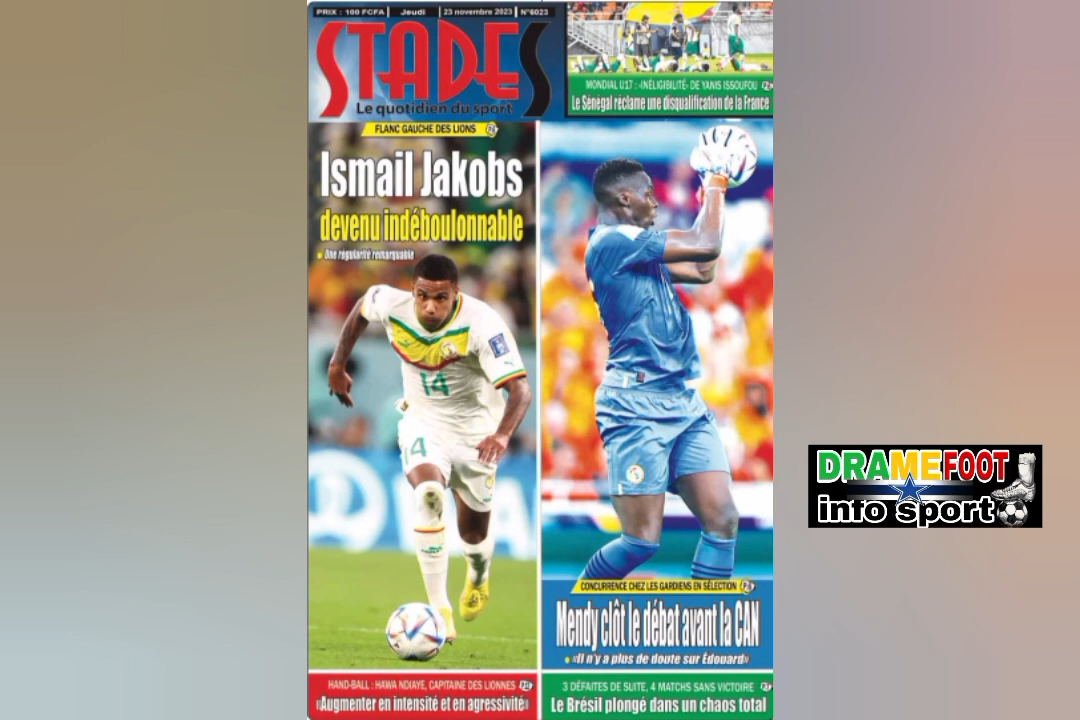 PRIX : 100 FCFA | Jeudi | 23 novembre 2023 | N°6023
STADES
Le quotidien du sport
MONDIAL U17 : «INÉLIGIBILITÉ» DE YANIS ISSOUFOU
Le Sénégal réclame une disqualification de la France
FLANC GAUCHE DES LIONS
Ismail Jakobs
devenu indéboulonnable
Une régularité remarquable
14
14
CONCURRENCE CHEZ LES GARDIENS EN SÉLECTION
Mendy clôt le débat avant la CAN
«Il n'y a plus de doute sur Édouard»
HAND-BALL : HAWA NDIAYE, CAPITAINE DES LIONNES
«Augmenter en intensité et en agressivité»
3 DÉFAITES DE SUITE, 4 MATCHS SANS VICTOIRE
Le Brésil plongé dans un chaos total
DRAMEFOOT
info sport